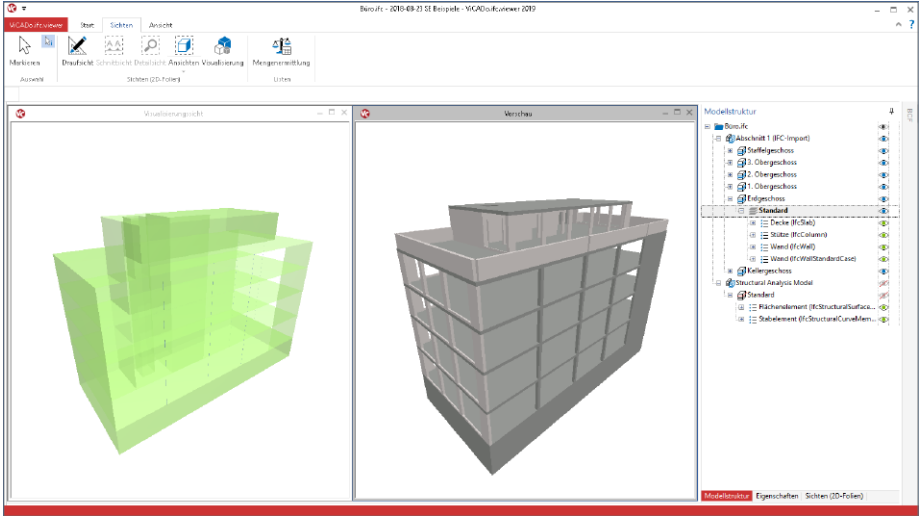 Büro.ifc - 2018-08-23 SE Beispiele - ViCADo.ifc.viewer 2019
ViCADo.ifc.viewer Start Sichten Ansicht
Markieren Draufsicht Schnittsicht Detailsicht Ansichten Visualisierung Mengenermittlung
Auswahl Sichten (2D-Folien) Listen
Visualisierungssicht
Vorschau
Modellstruktur
Büro.ifc
Abschnitt 1 (IFC-Import)
Staffelgeschoss
3. Obergeschoss
2. Obergeschoss
1. Obergeschoss
Erdgeschoss
Standard
Decke (IfcSlab)
Stütze (IfcColumn)
Wand (IfcWall)
Wand (IfcWallStandardCase)
Kellergeschoss
Structural Analysis Model
Standard
Flächenelement (IfcStructuralSurface...
Stabelement (IfcStructuralCurveMem...
Modellstruktur Eigenschaften Sichten (2D-Folien)